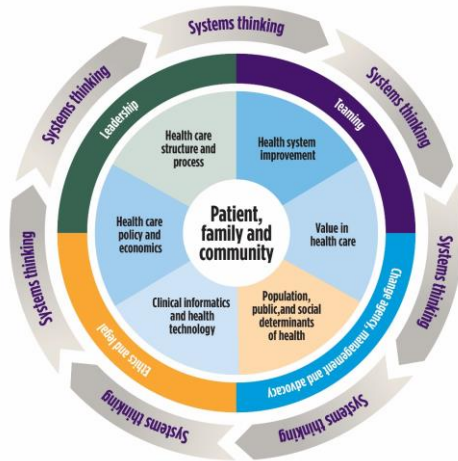 Systems thinking
Systems thinking
Systems thinking
Systems thinking
Systems thinking
Systems thinking
Systems thinking
Leadership
Teaming
Change agency, management and advocacy
Ethics and legal
Health care
structure and
process
Health system
improvement
Value in
health care
Population,
public,and social
determinants
of health
Clinical informatics
and health
technology
Health care
policy and
economics
Patient,
family and
community